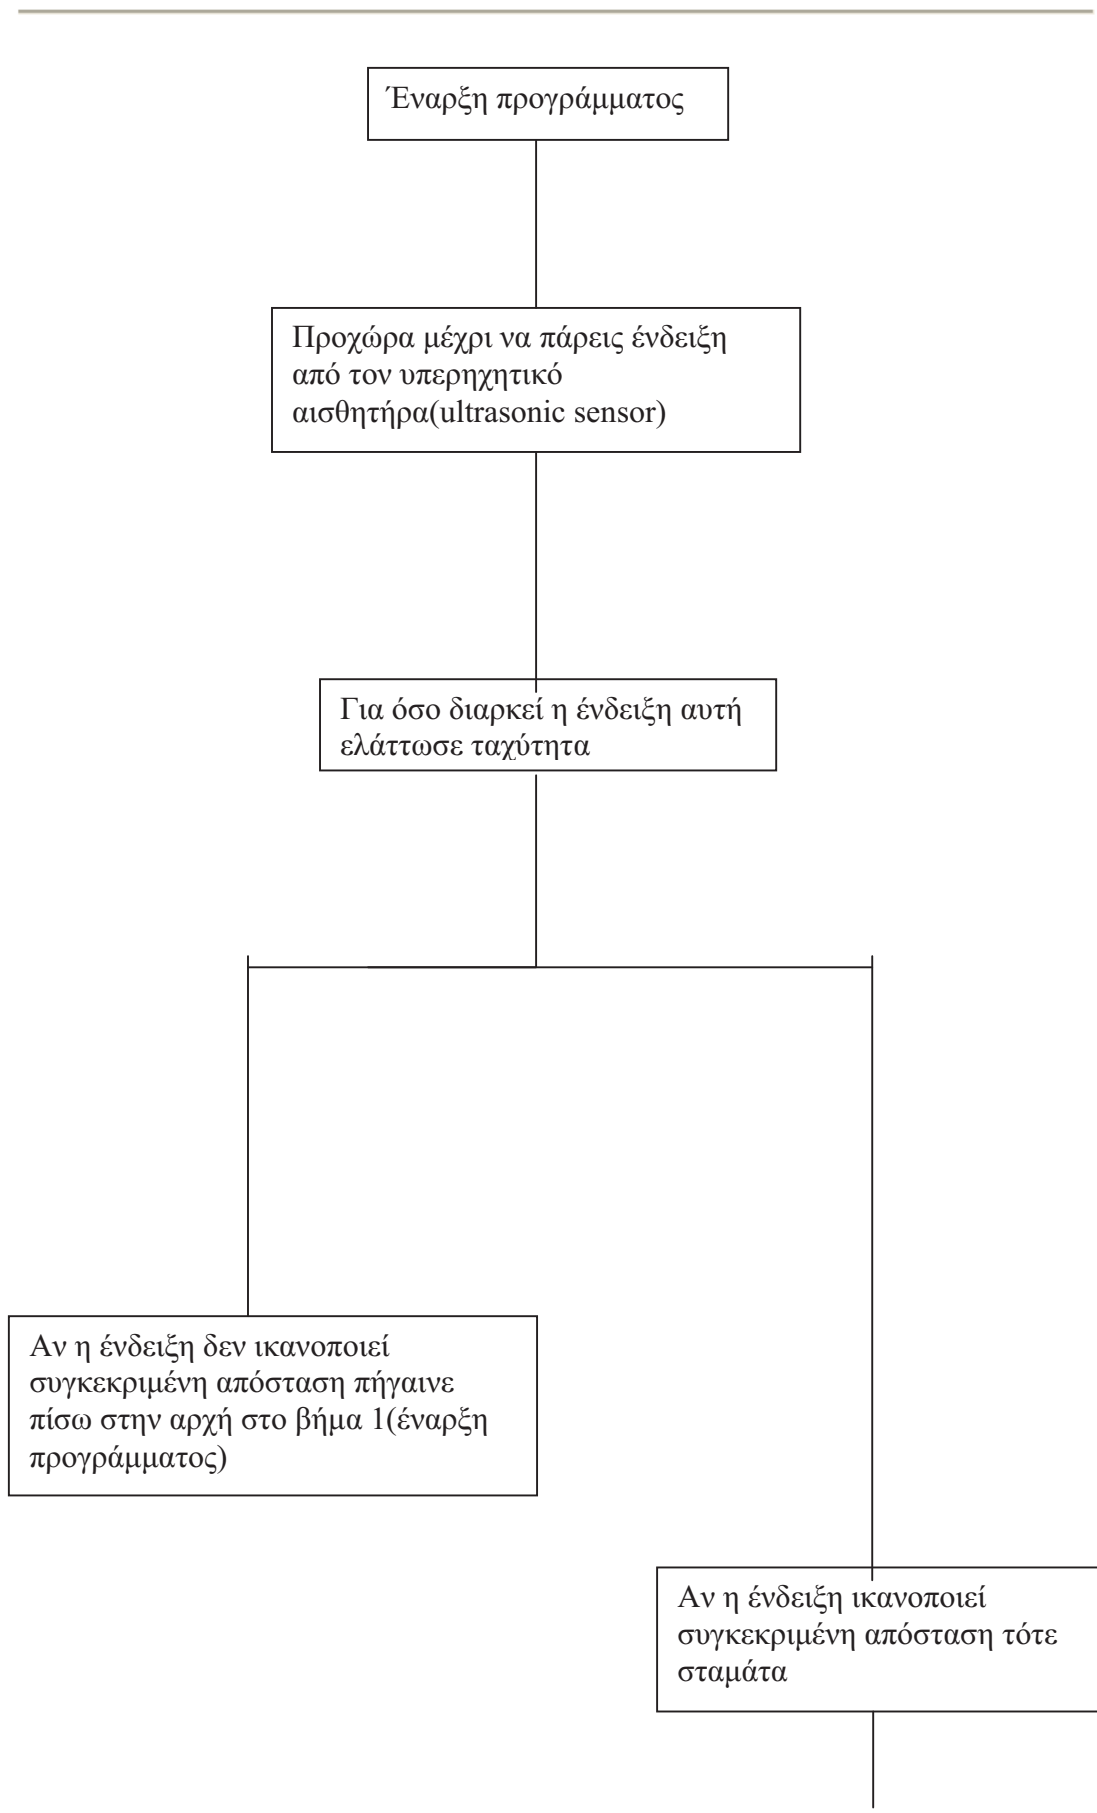 Έναρξη προγράμματος
Προχώρα μέχρι να πάρεις ένδειξη
από τον υπερηχητικό
αισθητήρα(ultrasonic sensor)
Για όσο διαρκεί η ένδειξη αυτή
ελάττωσε ταχύτητα
Αν η ένδειξη δεν ικανοποιεί
συγκεκριμένη απόσταση πήγαινε
πίσω στην αρχή στο βήμα 1(έναρξη
προγράμματος)
Αν η ένδειξη ικανοποιεί
συγκεκριμένη απόσταση τότε
σταμάτα